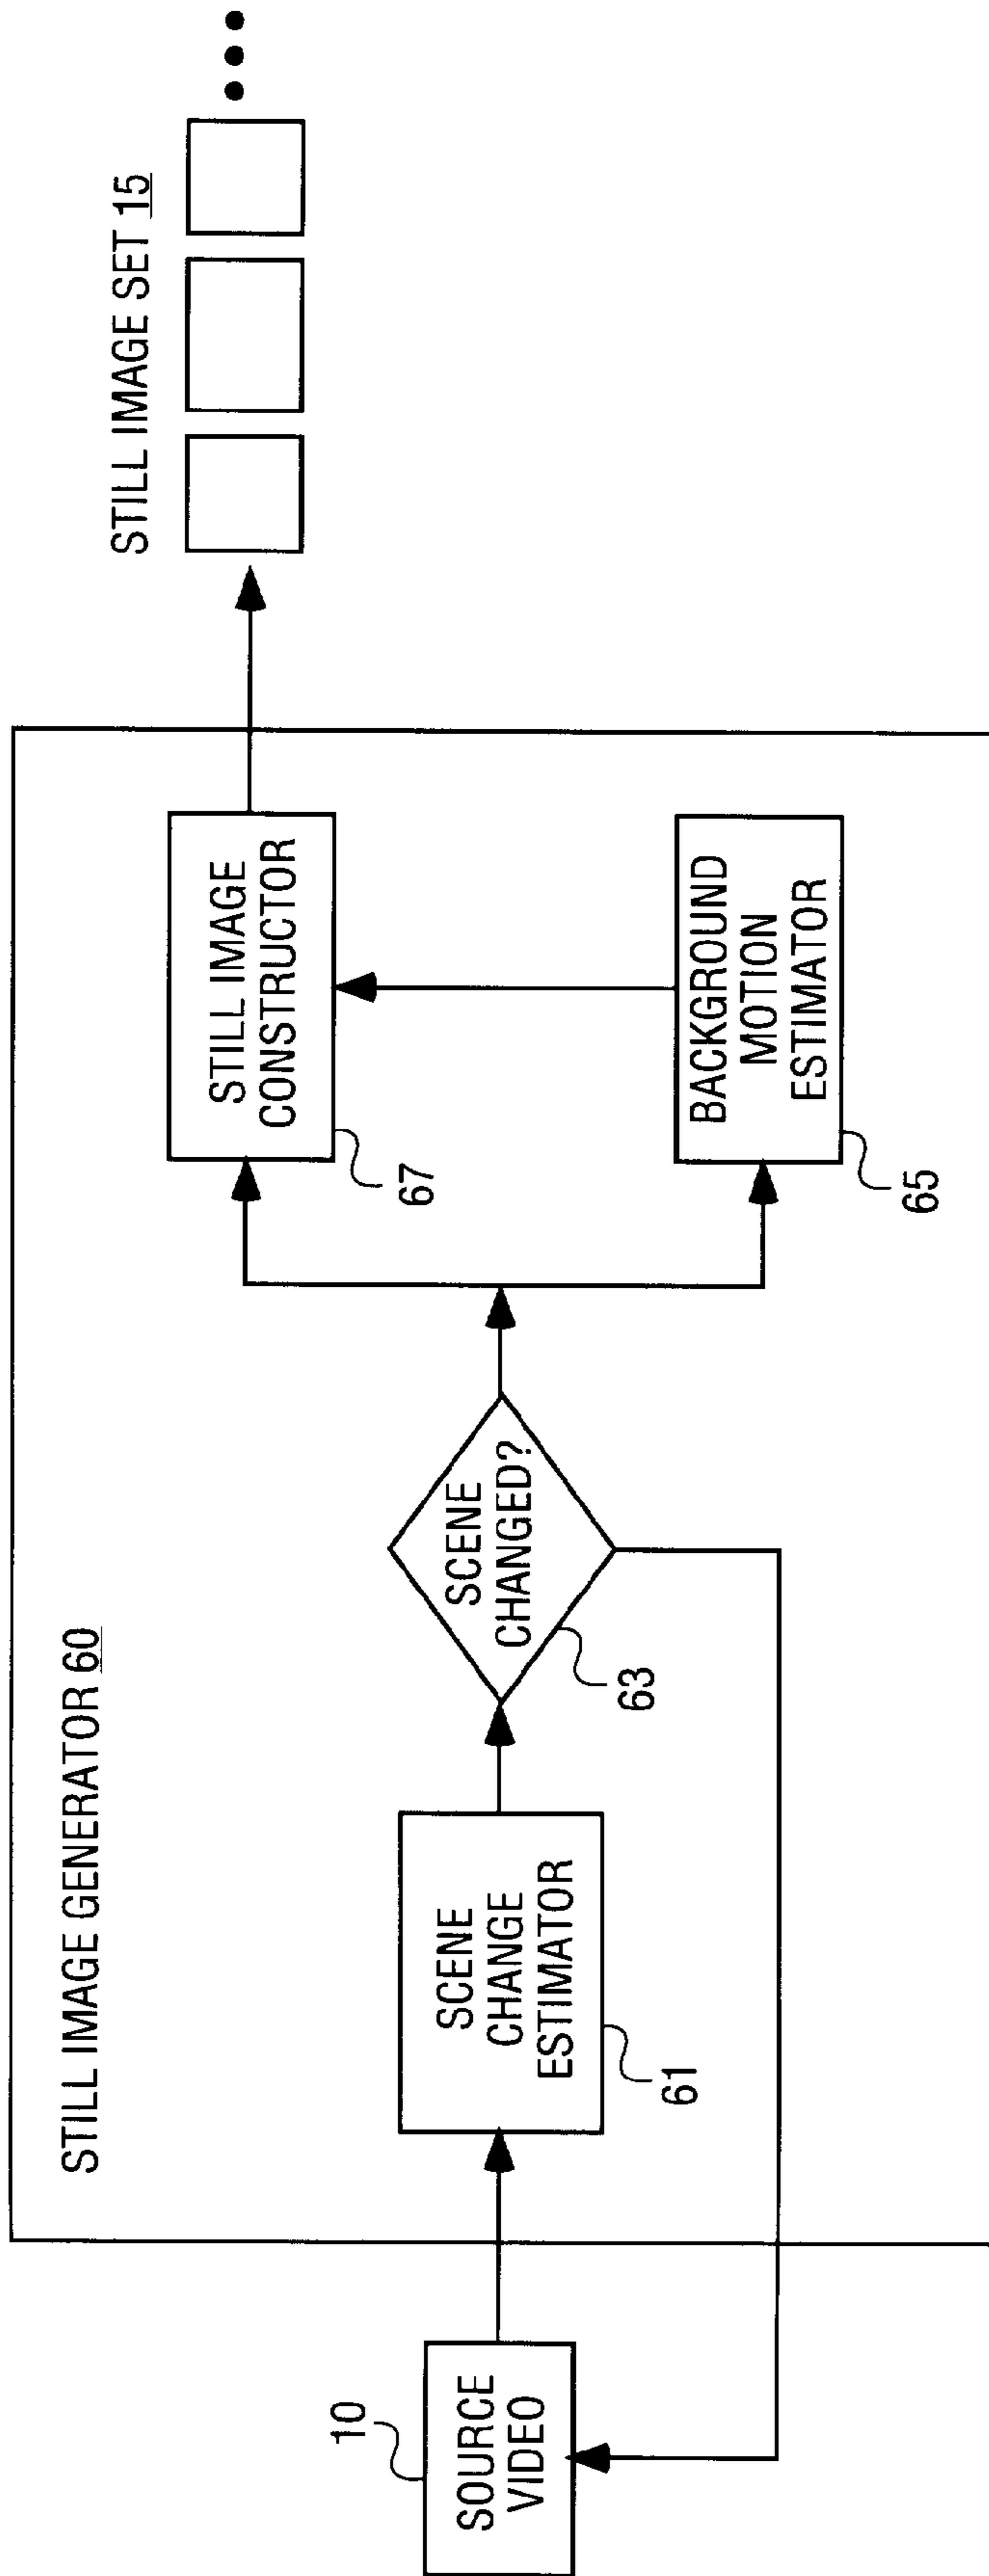 STILL IMAGE GENERATOR 60
STILL IMAGE SET 15
10
SOURCE
VIDEO
SCENE
CHANGE
ESTIMATOR
61
SCENE
CHANGED?
63
STILL IMAGE
CONSTRUCTOR
67
BACKGROUND
MOTION
ESTIMATOR
65